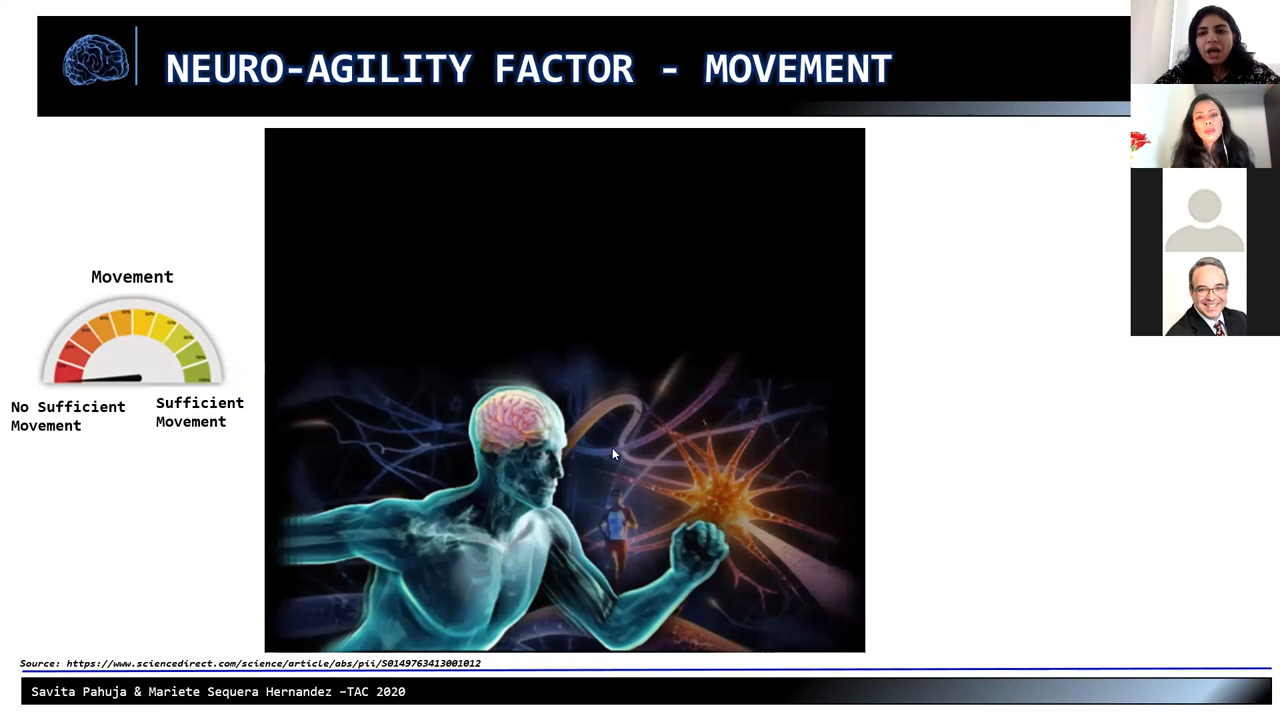 NEURO-AGILITY FACTOR - MOVEMENT
Movement
No Sufficient
Movement
Sufficient
Movement
Source: https://www.sciencedirect.com/science/article/abs/pii/S0149763413001012
Savita Pahuja & Mariete Sequera Hernandez –TAC 2020